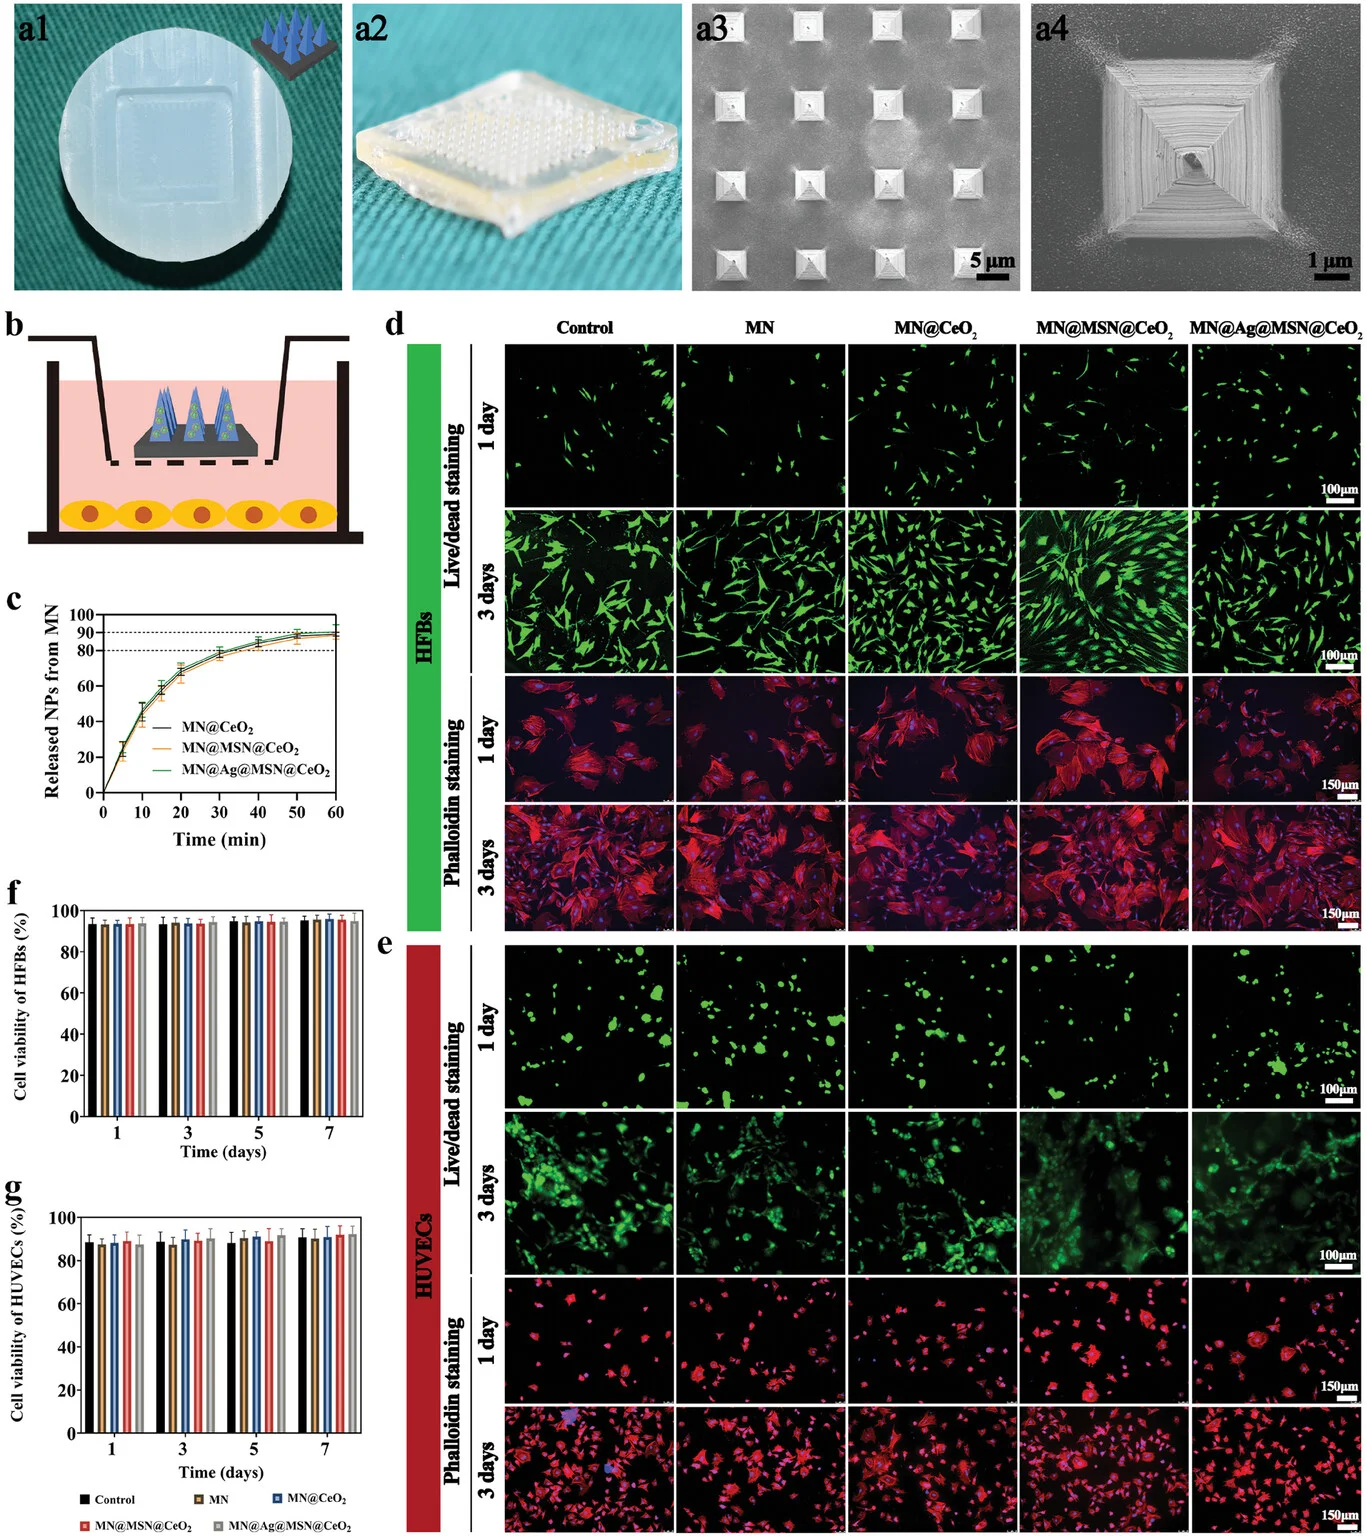 a1
a2
a3
a4
5 μm
1 μm
b
c
Released NPs from MN
100
90
80
60
40
20
0
MN@CeO₂
MN@MSN@CeO₂
MN@Ag@MSN@CeO₂
0 10 20 30 40 50 60
Time (min)
d
Control MN MN@CeO₂ MN@MSN@CeO₂ MN@Ag@MSN@CeO₂
HFBs
Live/dead staining
1 day
100μm
3 days
100μm
Phalloidin staining
1 day
150μm
3 days
150μm
e
HUVECs
Live/dead staining
1 day
100μm
3 days
100μm
Phalloidin staining
1 day
150μm
3 days
150μm
f
Cell viability of HFBs (%)
100
80
60
40
20
0
1 3 5 7
Time (days)
g
Cell viability of HUVECs (%)
100
80
60
40
20
0
1 3 5 7
Time (days)
Control MN MN@CeO₂
MN@MSN@CeO₂ MN@Ag@MSN@CeO₂